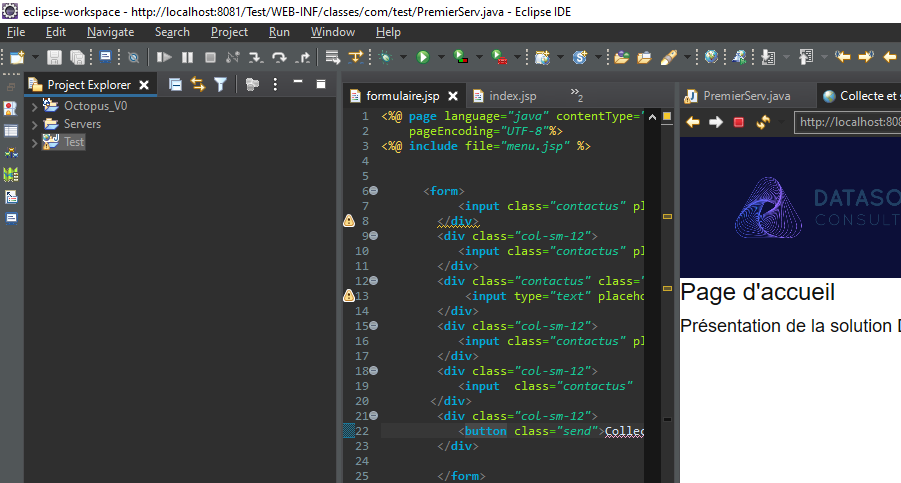 eclipse-workspace - http://localhost:8081/Test/WEB-INF/classes/com/test/PremierServ.java - Eclipse IDE
File Edit Navigate Search Project Run Window Help
Project Explorer
Octopus_V0
Servers
Test
formulaire.jsp
index.jsp
2
1 <%@ page language="java" contentType="
2 pageEncoding="UTF-8"%>
3 <%@ include file="menu.jsp" %>
4
5
6 <form>
7 <input class="contactus" pl
8 </div>
9 <div class="col-sm-12">
10 <input class="contactus" pl
11 </div>
12 <div class="contactus" class="
13 <input type="text" placeho
14 </div>
15 <div class="col-sm-12">
16 <input class="contactus" pl
17 </div>
18 <div class="col-sm-12">
19 <input class="contactus"
20 </div>
21 <div class="col-sm-12">
22 <button class="send">Collec
23 </div>
24
25 </form>
PremierServ.java
Collecte et s
http://localhost:808
DATASO
CONSULT
Page d'accueil
Présentation de la solution D